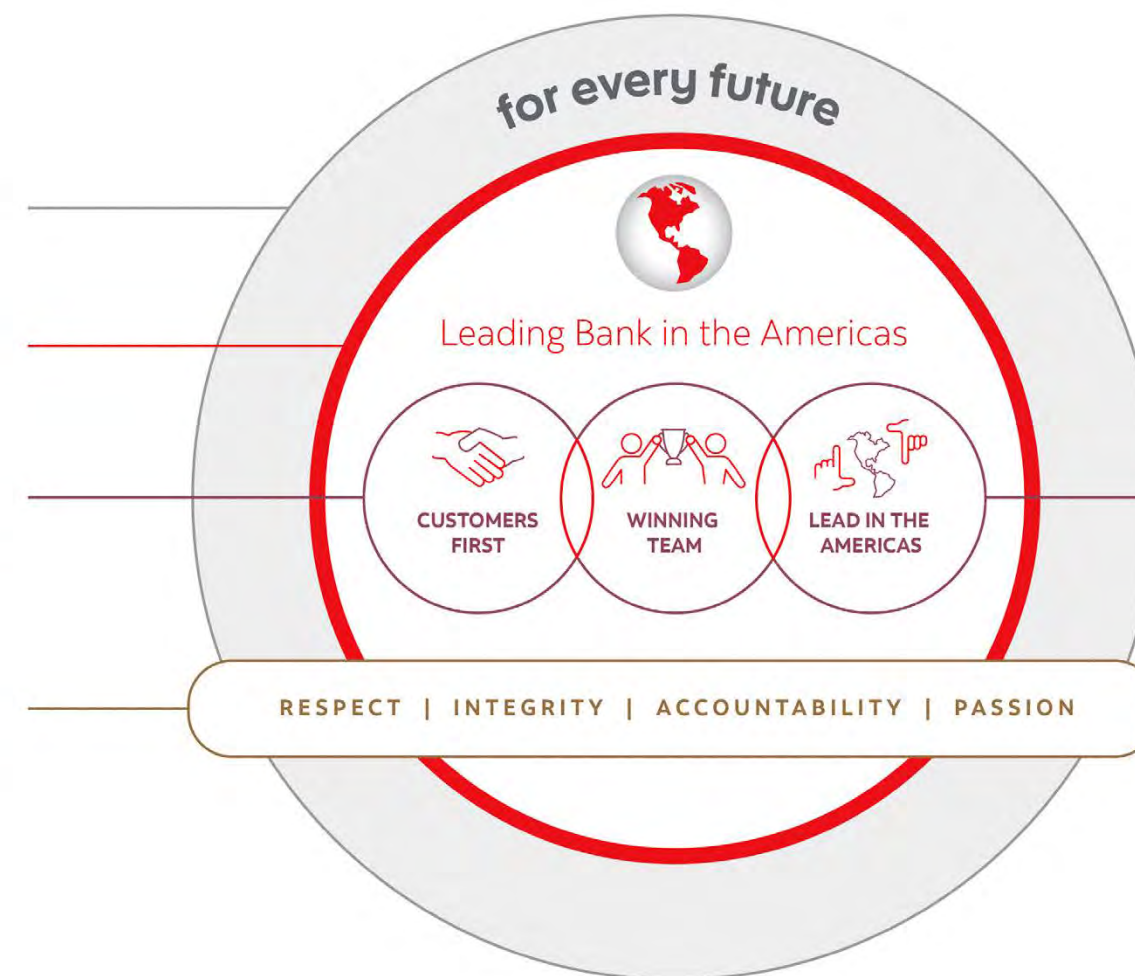 for every future
Leading Bank in the Americas
CUSTOMERS
FIRST
WINNING
TEAM
LEAD IN THE
AMERICAS
RESPECT | INTEGRITY | ACCOUNTABILITY | PASSION